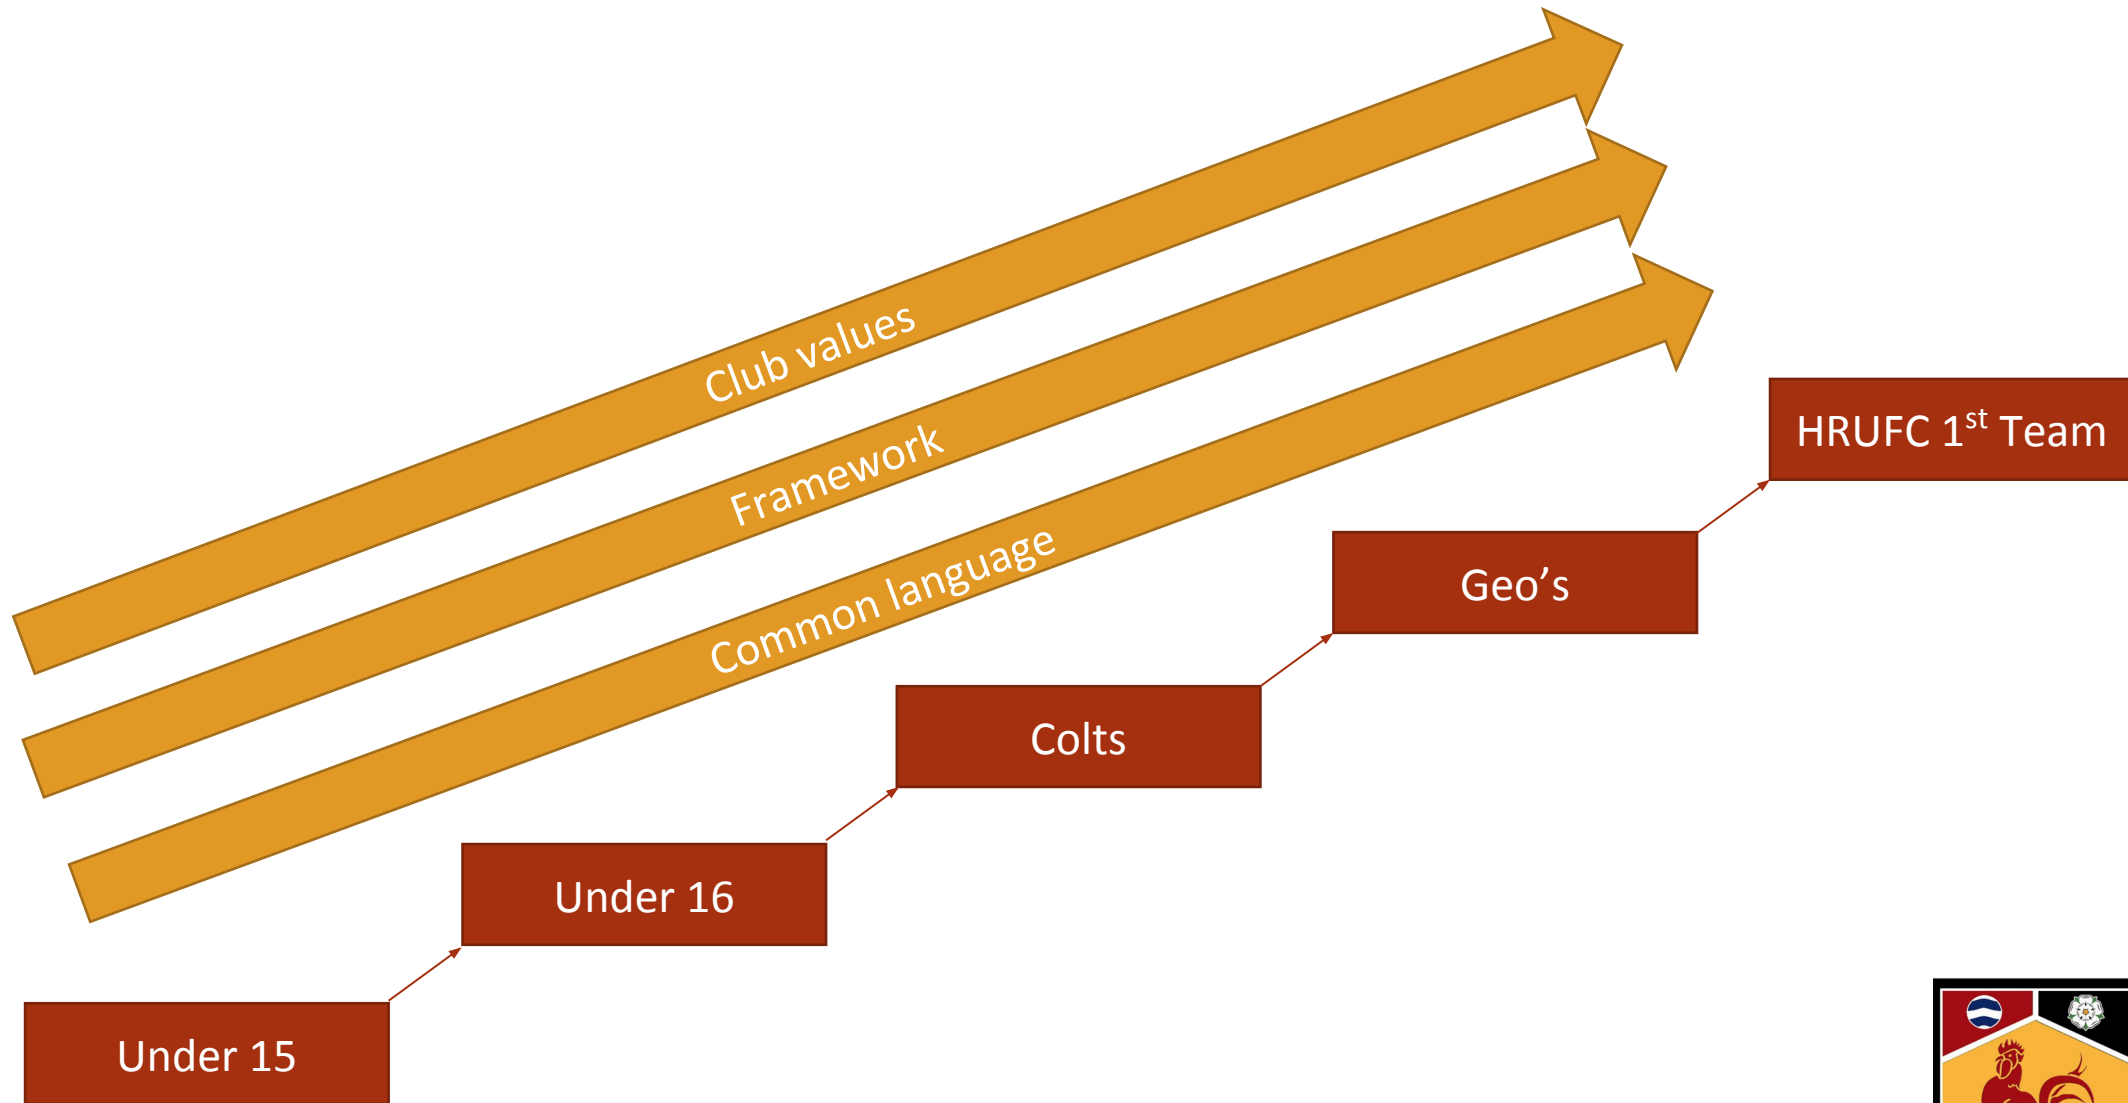 Club values
Framework
Common language
HRUFC 1st Team
Geo’s
Colts
Under 16
Under 15